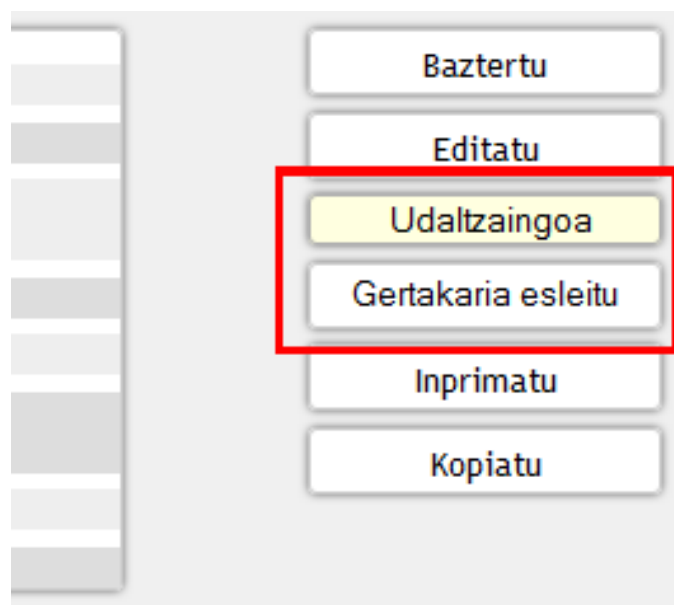 Baztertu
Editatu
Udaltzaingoa
Gertakaria esleitu
Inprimatu
Kopiatu